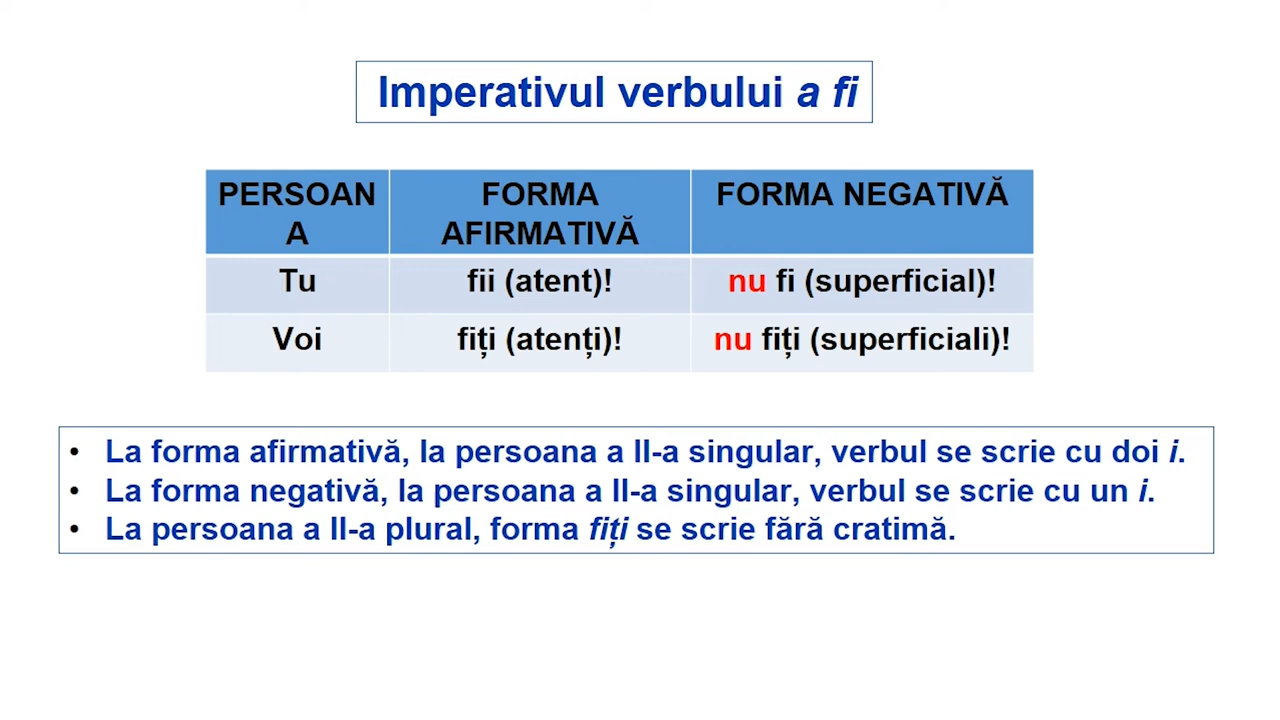 Imperativul verbului a fi
PERSOAN
A
FORMA
AFIRMATIVĂ
FORMA NEGATIVĂ
Tu
fii (atent)!
nu fi (superficial)!
Voi
fiți (atenți)!
nu fiți (superficiali)!
• La forma afirmativă, la persoana a II-a singular, verbul se scrie cu doi i.
• La forma negativă, la persoana a II-a singular, verbul se scrie cu un i.
• La persoana a II-a plural, forma fiți se scrie fără cratimă.